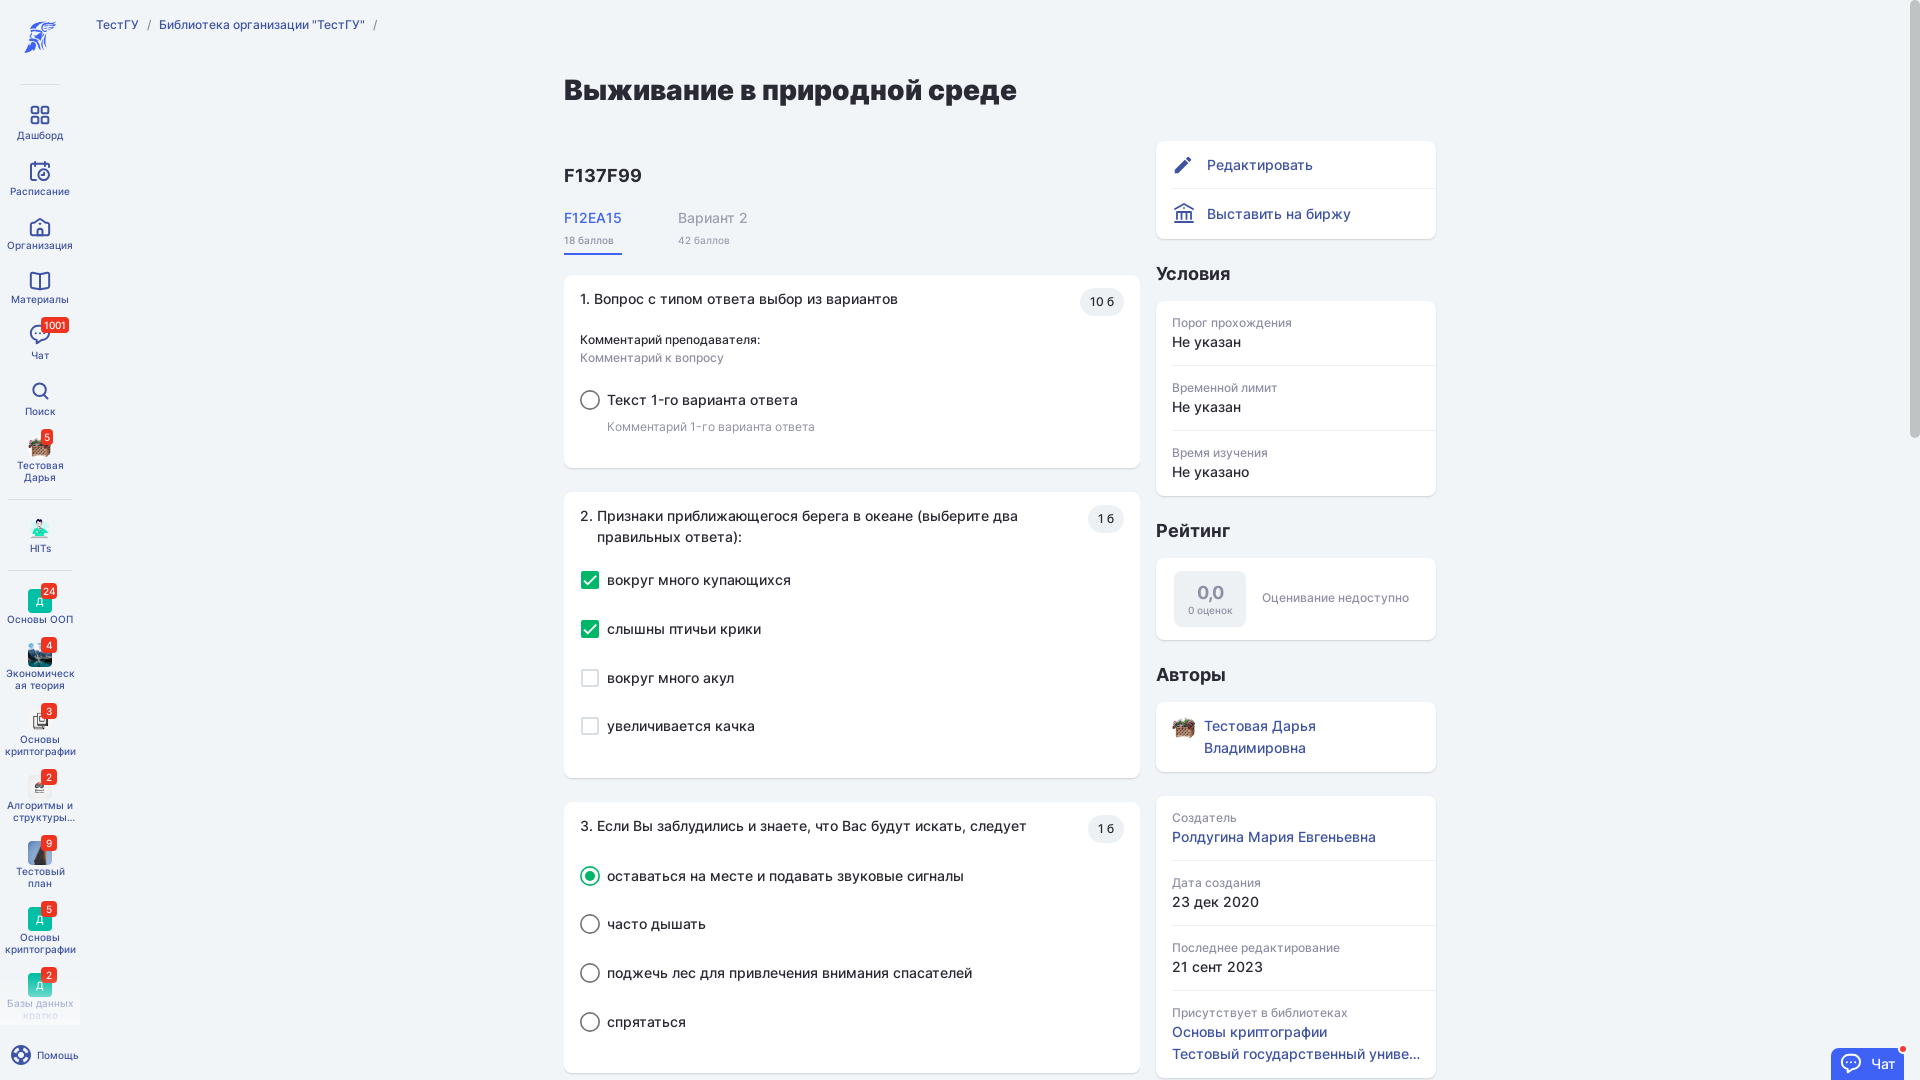 ТестГУ / Библиотека организации "ТестГУ" /
Дашборд
Расписание
Организация
Материалы
1001
Чат
Поиск
5
Тестовая
Дарья
HITs
24
Д
Основы ООП
4
Экономическ
ая теория
3
Основы
криптографии
2
Алгоритмы и
структуры...
9
Тестовый
план
5
Д
Основы
криптографии
2
Д
Базы данных
кратко
Помощь
Выживание в природной среде
F137F99
F12EA15
18 баллов
Вариант 2
42 баллов
1. Вопрос с типом ответа выбор из вариантов
10 б
Комментарий преподавателя:
Комментарий к вопросу
Текст 1-го варианта ответа
Комментарий 1-го варианта ответа
2. Признаки приближающегося берега в океане (выберите два
правильных ответа):
1 б
вокруг много купающихся
слышны птичьи крики
вокруг много акул
увеличивается качка
3. Если Вы заблудились и знаете, что Вас будут искать, следует
1 б
оставаться на месте и подавать звуковые сигналы
часто дышать
поджечь лес для привлечения внимания спасателей
спрятаться
Редактировать
Выставить на биржу
Условия
Порог прохождения
Не указан
Временной лимит
Не указан
Время изучения
Не указано
Рейтинг
0,0
0 оценок
Оценивание недоступно
Авторы
Тестовая Дарья
Владимировна
Создатель
Ролдугина Мария Евгеньевна
Дата создания
23 дек 2020
Последнее редактирование
21 сент 2023
Присутствует в библиотеках
Основы криптографии
Тестовый государственный униве...
Чат